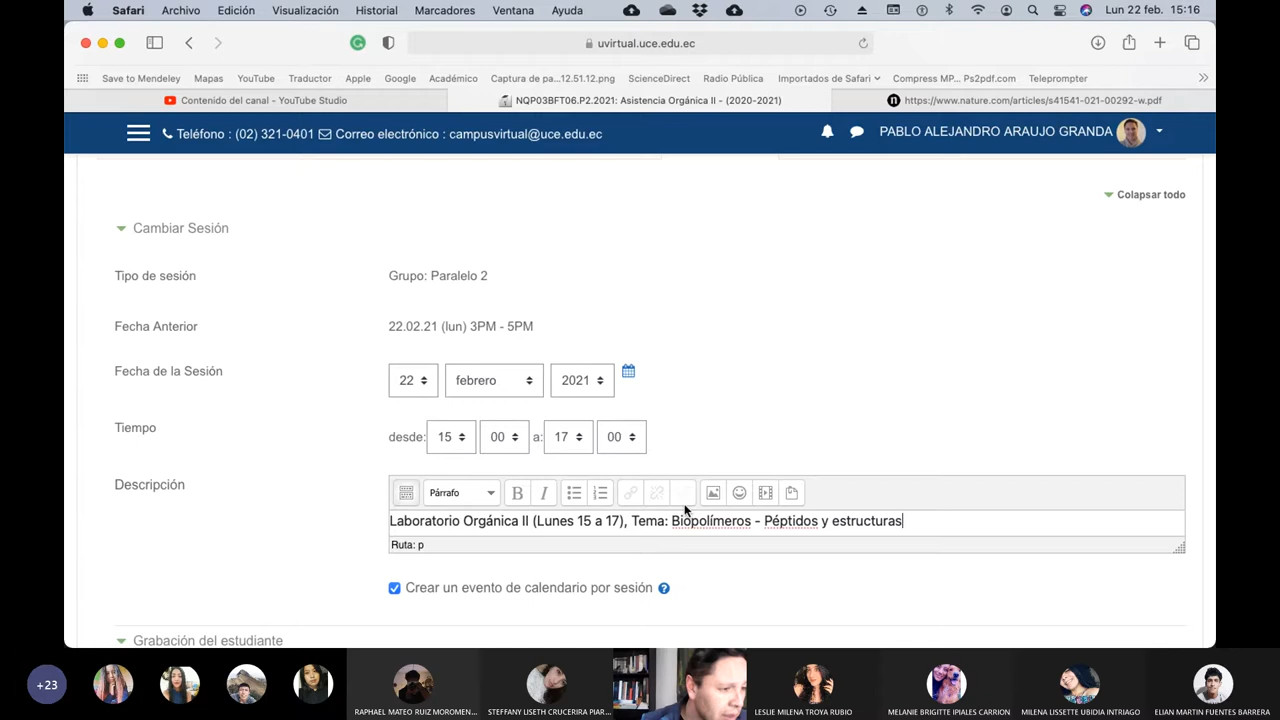 Safari Archivo Edición Visualización Historial Marcadores Ventana Ayuda Lun 22 feb. 15:16
uvirtual.uce.edu.ec
Save to Mendeley Mapas YouTube Traductor Apple Google Académico Captura de pa...12.51.12.png ScienceDirect Radio Pública Importados de Safari Compress MP... Ps2pdf.com Teleprompter
Contenido del canal - YouTube Studio NQP03BFT06.P2.2021: Asistencia Orgánica II - (2020-2021) https://www.nature.com/articles/s41541-021-00292-w.pdf
Teléfono : (02) 321-0401 Correo electrónico : campusvirtual@uce.edu.ec PABLO ALEJANDRO ARAUJO GRANDA
Colapsar todo
Cambiar Sesión
Tipo de sesión Grupo: Paralelo 2
Fecha Anterior 22.02.21 (lun) 3PM - 5PM
Fecha de la Sesión 22 febrero 2021
Tiempo desde: 15 00 a: 17 00
Descripción
Párrafo B I
Laboratorio Orgánica II (Lunes 15 a 17), Tema: Biopolímeros - Péptidos y estructuras
Ruta: p
Crear un evento de calendario por sesión ?
Grabación del estudiante
+23
RAPHAEL MATEO RUIZ MOROMEN... STEFFANY LISETH CRUCERIRA PIAR... LESLIE MILENA TROYA RUBIO MELANIE BRIGITTE IPIALES CARRION MILENA LISSETTE UBIDIA INTRIAGO ELIAN MARTIN FUENTES BARRERA